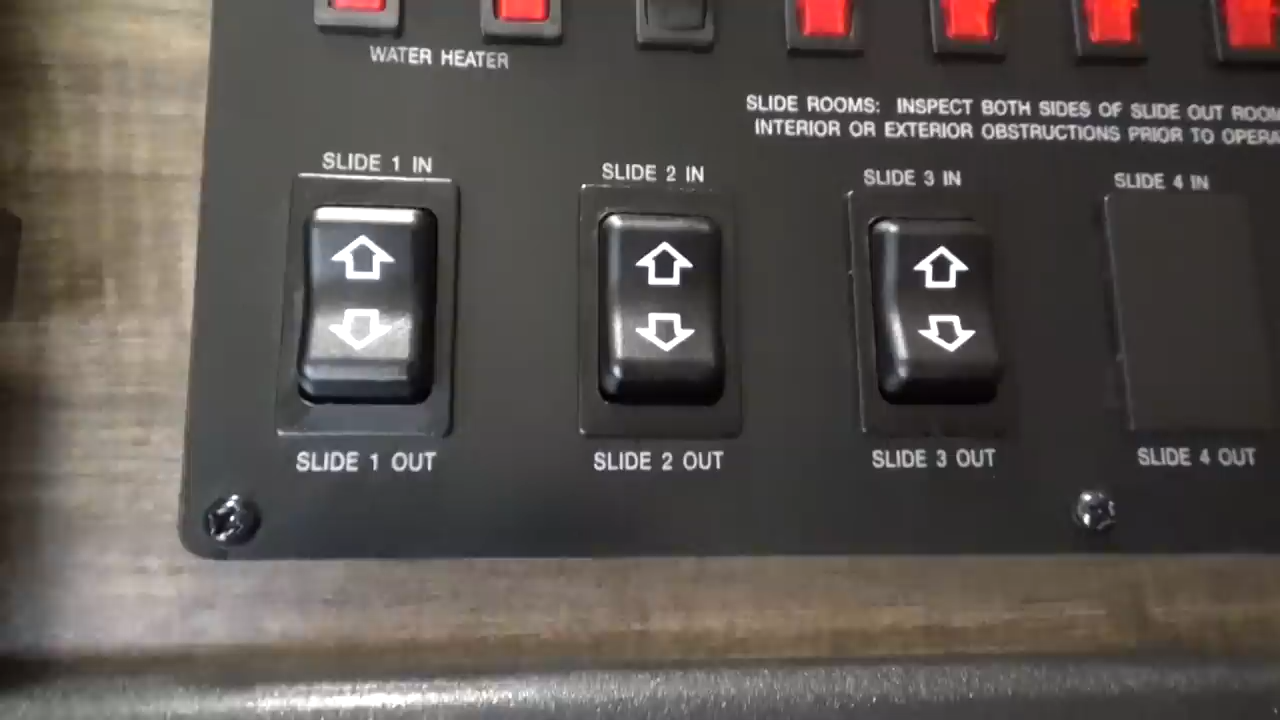 WATER HEATER
SLIDE ROOMS: INSPECT BOTH SIDES OF SLIDE OUT
INTERIOR OR EXTERIOR OBSTRUCTIONS PRIOR TO
SLIDE 1 IN
SLIDE 2 IN
SLIDE 3 IN
SLIDE 4 IN
SLIDE 1 OUT
SLIDE 2 OUT
SLIDE 3 OUT
SLIDE 4 OUT